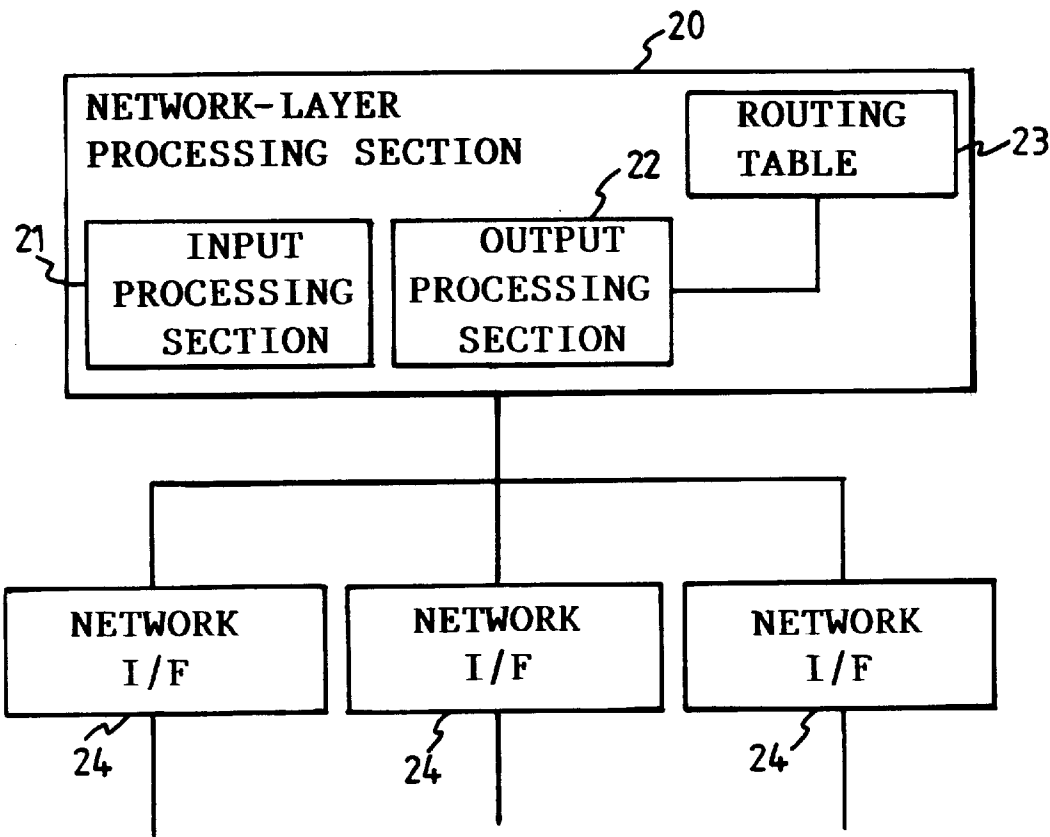 20
NETWORK-LAYER
PROCESSING SECTION
ROUTING
TABLE
23
22
21
INPUT
PROCESSING
SECTION
OUTPUT
PROCESSING
SECTION
NETWORK
I/F
24
NETWORK
I/F
24
NETWORK
I/F
24